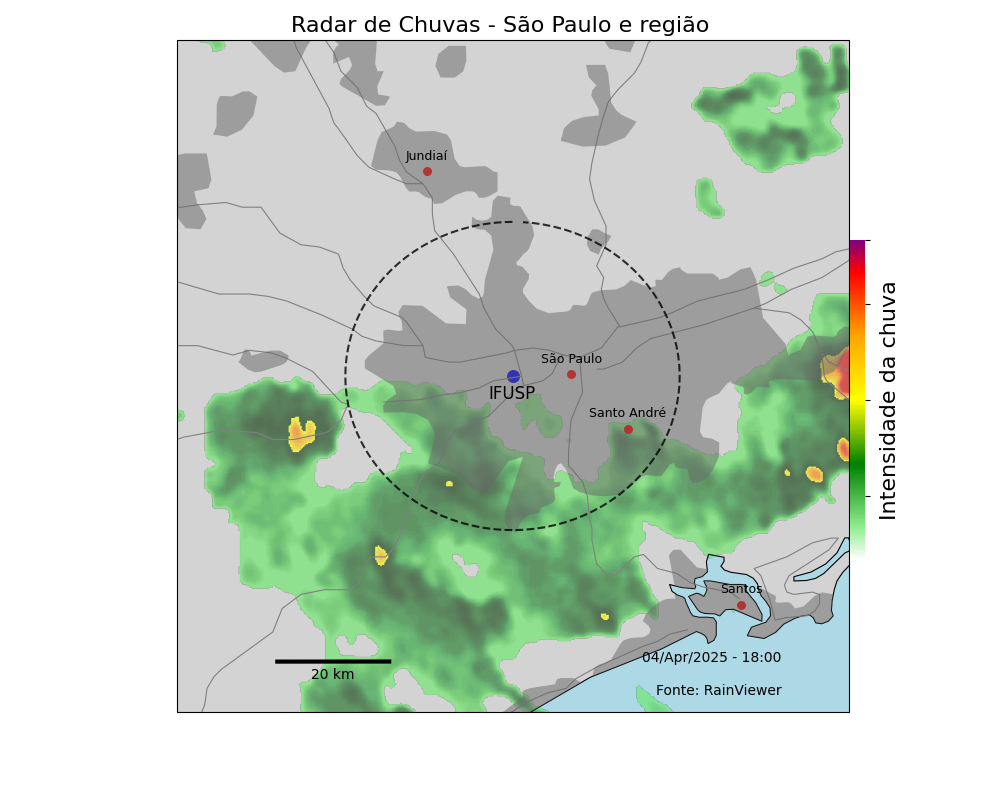 Radar de Chuvas - São Paulo e região
Jundiaí
São Paulo
IFUSP
Santo André
Intensidade da chuva
Santos
04/Apr/2025 - 18:00
20 km
Fonte: RainViewer